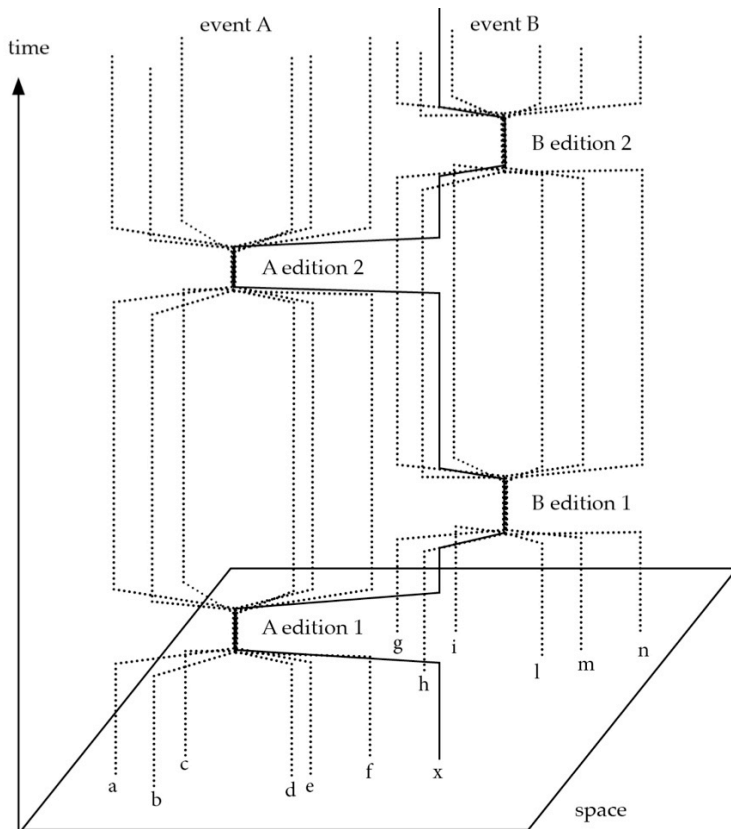 event A
event B
time
B edition 2
A edition 2
B edition 1
A edition 1
g
i
n
h
l
m
a
c
b
d
e
f
x
space